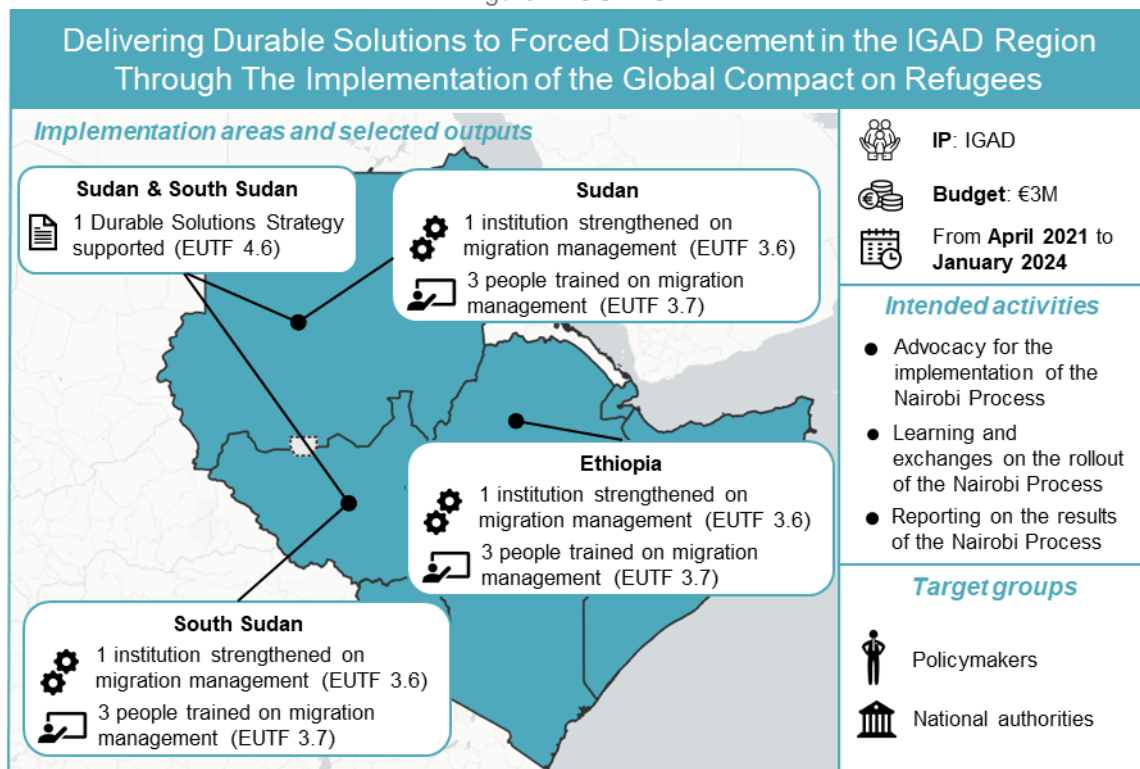 Delivering Durable Solutions to Forced Displacement in the IGAD Region
Through The Implementation of the Global Compact on Refugees
Implementation areas and selected outputs
Sudan & South Sudan
1 Durable Solutions Strategy
supported (EUTF 4.6)
Sudan
1 institution strengthened on
migration management (EUTF 3.6)
3 people trained on migration
management (EUTF 3.7)
Ethiopia
1 institution strengthened on
migration management (EUTF 3.6)
3 people trained on migration
management (EUTF 3.7)
South Sudan
1 institution strengthened on
migration management (EUTF 3.6)
3 people trained on migration
management (EUTF 3.7)
IP: IGAD
Budget: €3M
From April 2021 to
January 2024
Intended activities
● Advocacy for the
implementation of the
Nairobi Process
● Learning and
exchanges on the rollout
of the Nairobi Process
● Reporting on the results
of the Nairobi Process
Target groups
Policymakers
National authorities